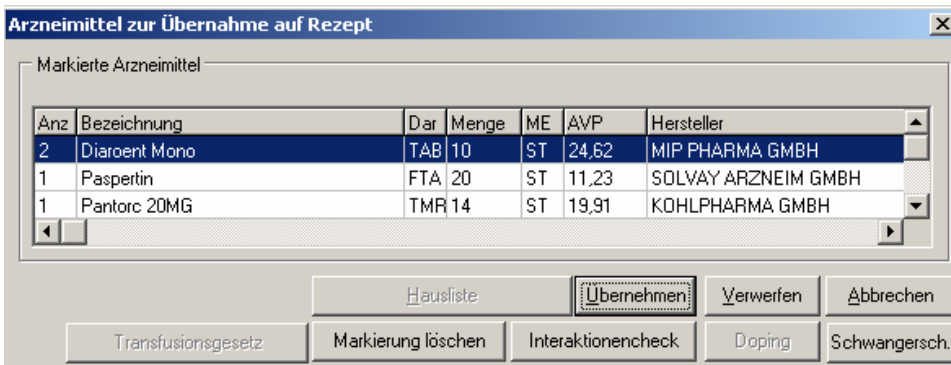 Arzneimittel zur Übernahme auf Rezept
Markierte Arzneimittel
Anz Bezeichnung Dar Menge ME AVP Hersteller
2 Diaroent Mono TAB 10 ST 24,62 MIP PHARMA GMBH
1 Paspertin FTA 20 ST 11,23 SOLVAY ARZNEIM GMBH
1 Pantorc 20MG TMR 14 ST 19,91 KOHLPHARMA GMBH
Hausliste Übernehmen Verwerfen Abbrechen
Transfusionsgesetz Markierung löschen Interaktionencheck Doping Schwangersch.